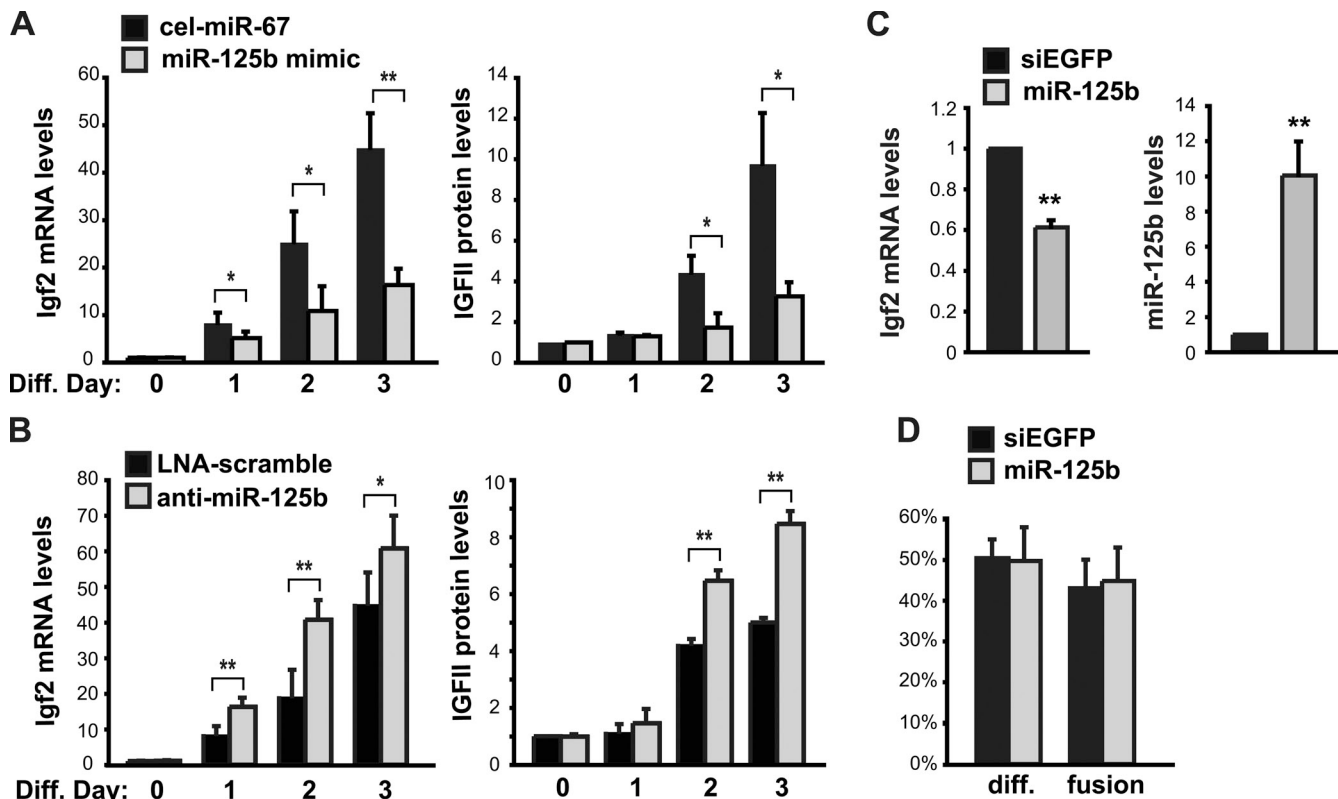 A
cel-miR-67
miR-125b mimic
Igf2 mRNA levels
60
50
40
30
20
10
0
*
*
**
Diff. Day: 0 1 2 3
IGFII protein levels
14
12
10
8
6
4
2
0
*
*
0 1 2 3
B
LNA-scramble
anti-miR-125b
Igf2 mRNA levels
80
70
60
50
40
30
20
10
0
**
**
*
Diff. Day: 0 1 2 3
IGFII protein levels
10
8
6
4
2
0
**
**
0 1 2 3
C
siEGFP
miR-125b
Igf2 mRNA levels
1.2
1
0.8
0.6
0.4
0.2
0
**
miR-125b levels
14
12
10
8
6
4
2
0
**
D
siEGFP
miR-125b
60%
50%
40%
30%
20%
10%
0%
diff. fusion